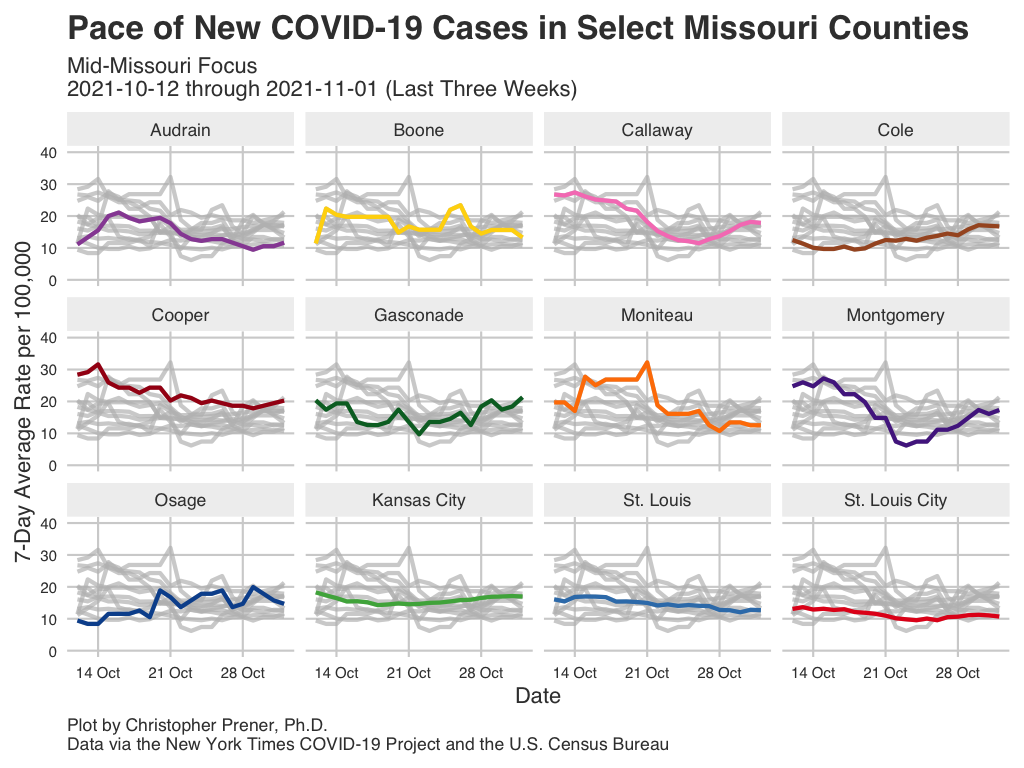 Pace of New COVID-19 Cases in Select Missouri Counties
Mid-Missouri Focus
2021-10-12 through 2021-11-01 (Last Three Weeks)
Audrain Boone Callaway Cole
40
30
20
10
0
Cooper Gasconade Moniteau Montgomery
40
30
20
10
0
Osage Kansas City St. Louis St. Louis City
40
30
20
10
0
7-Day Average Rate per 100,000
14 Oct 21 Oct 28 Oct 14 Oct 21 Oct 28 Oct 14 Oct 21 Oct 28 Oct 14 Oct 21 Oct 28 Oct
Date
Plot by Christopher Prener, Ph.D.
Data via the New York Times COVID-19 Project and the U.S. Census Bureau